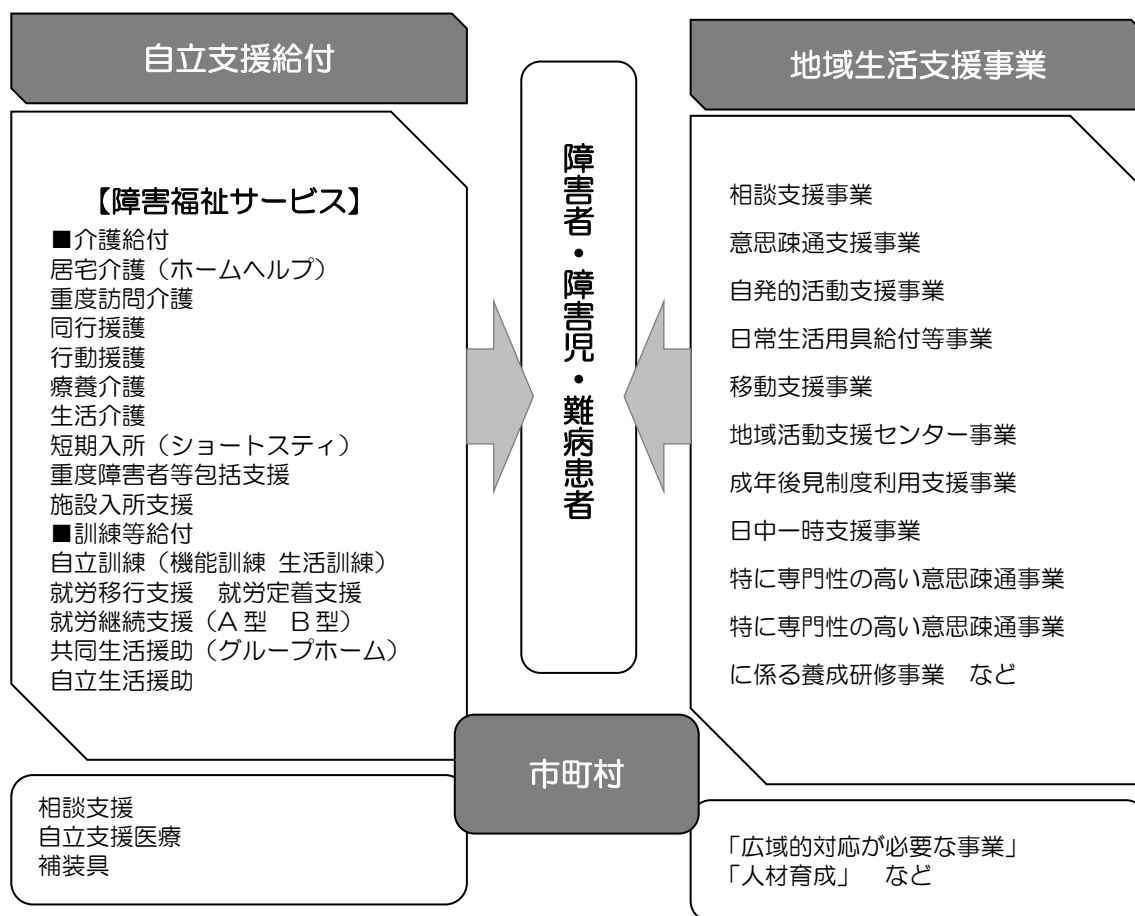 自立支援給付
【障害福祉サービス】
■介護給付
居宅介護（ホームヘルプ）
重度訪問介護
同行援護
行動援護
療養介護
生活介護
短期入所（ショートスティ）
重度障害者等包括支援
施設入所支援
■訓練等給付
自立訓練（機能訓練 生活訓練）
就労移行支援　就労定着支援
就労継続支援（A型　B型）
共同生活援助（グループホーム）
自立生活援助
相談支援
自立支援医療
補装具
障害者・障害児・難病患者
市町村
地域生活支援事業
相談支援事業
意思疎通支援事業
自発的活動支援事業
日常生活用具給付等事業
移動支援事業
地域活動支援センター事業
成年後見制度利用支援事業
日中一時支援事業
特に専門性の高い意思疎通事業
特に専門性の高い意思疎通事業
に係る養成研修事業　など
「広域的対応が必要な事業」
「人材育成」　など